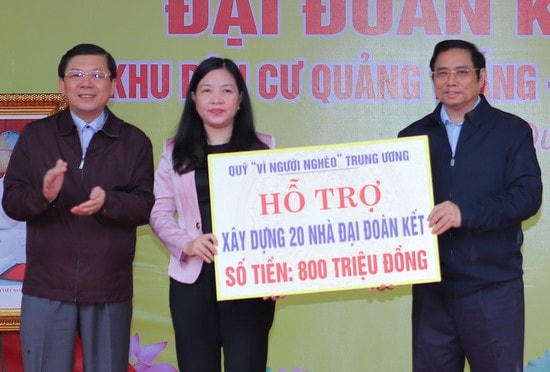 ĐẠI ĐOÀN K
KHU DÂN CƯ QUẢNG
QUỸ "VÌ NGƯỜI NGHÈO" TRUNG ƯƠNG
HỖ TRỢ
XÂY DỰNG 20 NHÀ ĐẠI ĐOÀN KẾT
SỐ TIỀN: 800 TRIỆU ĐỒNG